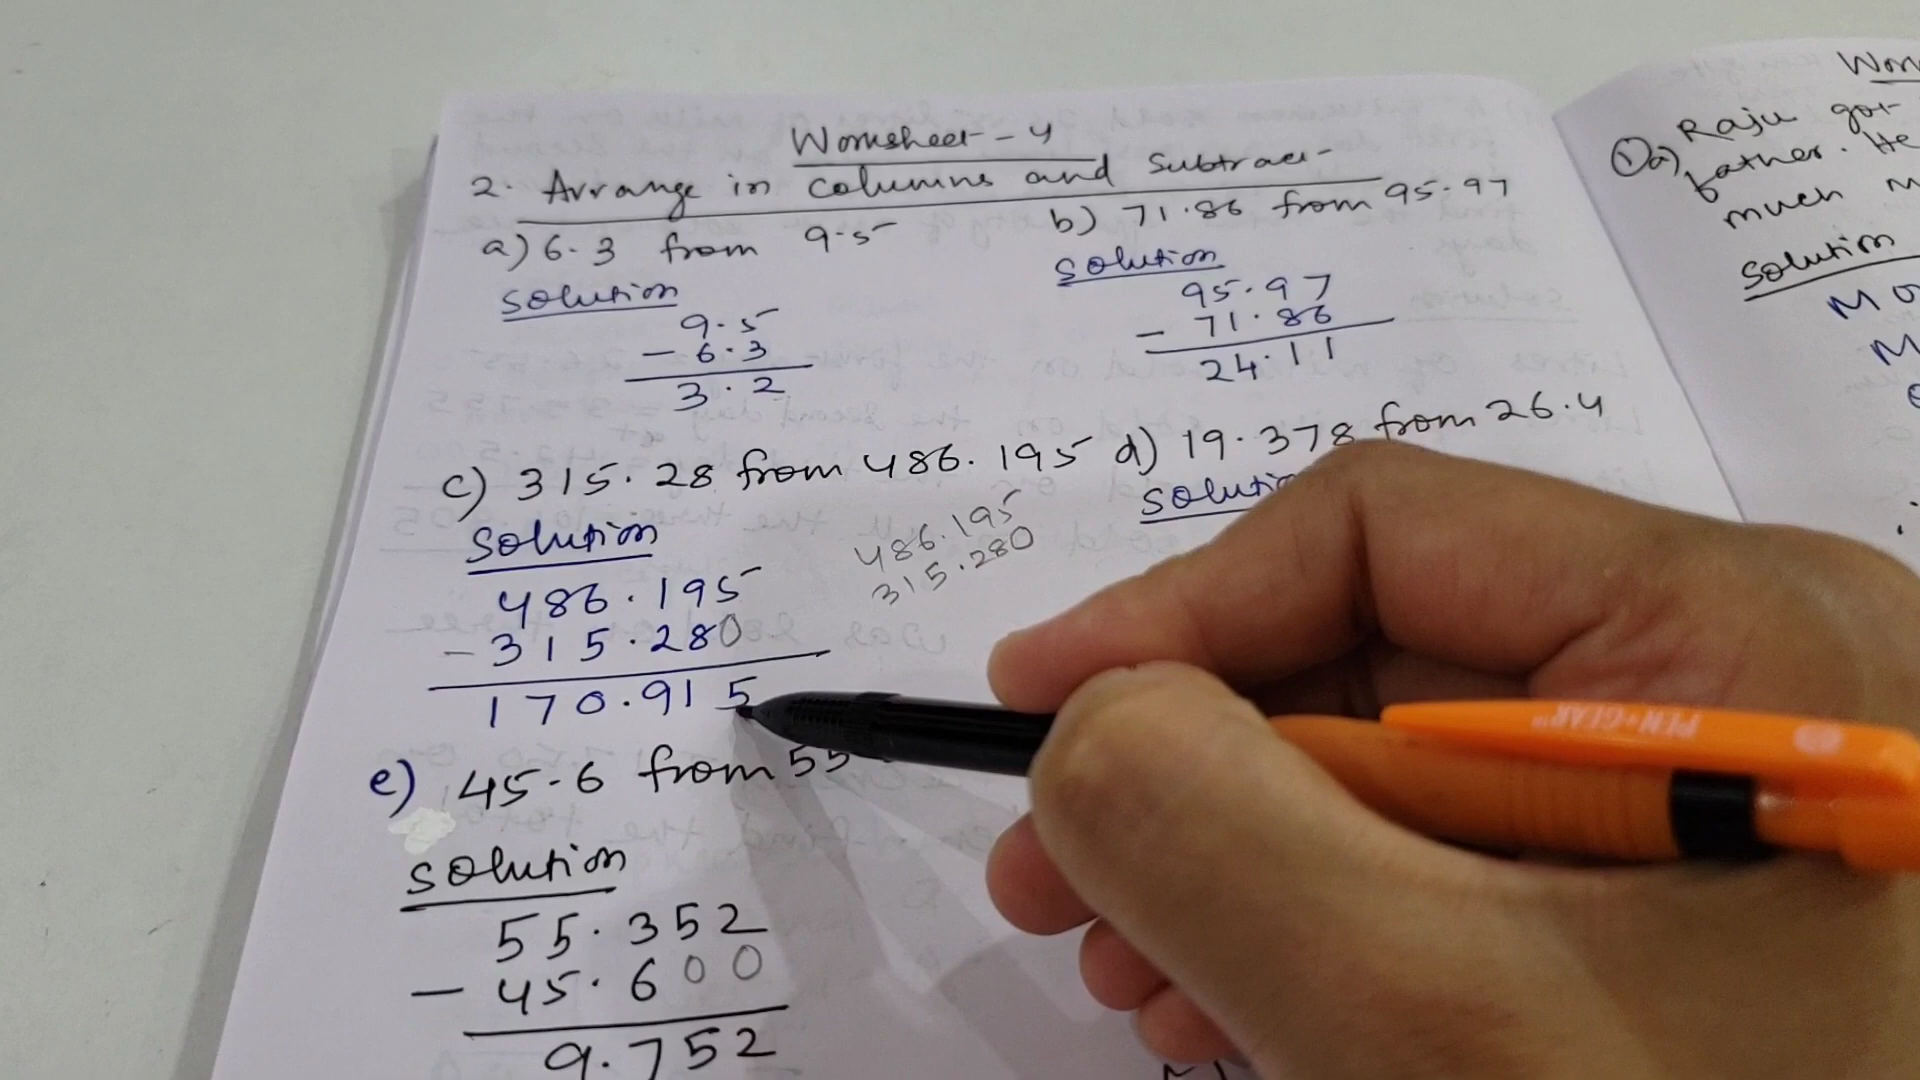 Worksheet - 4
2. Arrange in columns and Subtract
a) 6.3 from 9.5
b) 71.86 from 95.97
Solution
9.5
- 6.3
3.2
Solution
95.97
- 71.86
24.11
c) 315.28 from 486.195
d) 19.378 from 26.4
Solution
486.195
- 315.280
170.915
486.195
315.280
e) 45.6 from 55
Solution
55.352
- 45.600
9.752
① a) Raju got
father. He
much
Solution
PEN+GEAR